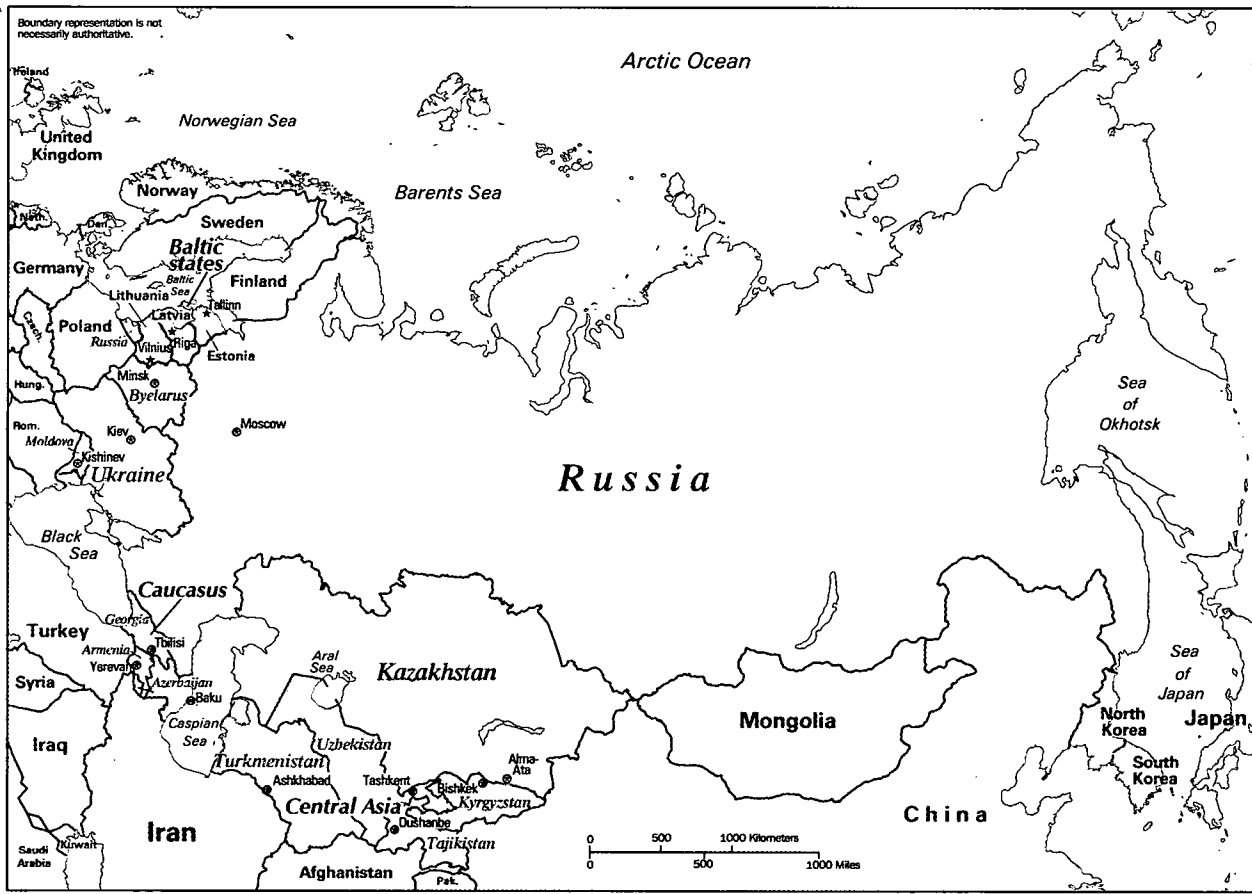 Boundary representation is not
necessarily authoritative.
Arctic Ocean
Ireland
Norwegian Sea
United
Kingdom
Norway
Barents Sea
Neth.
Den.
Sweden
Baltic
states
Germany
Baltic
Sea
Finland
Lithuania
Tallinn
Latvia
Poland
Russia
Czech.
Vilnius
Riga
Estonia
Minsk
Hung.
Byelarus
Sea
of
Okhotsk
Rom.
Kiev
Moscow
Moldova
Kishinev
Ukraine
Russia
Black
Sea
Caucasus
Georgia
Turkey
Tbilisi
Armenia
Yerevan
Aral
Sea
Kazakhstan
Syria
Azerbaijan
Baku
Sea
of
Japan
Caspian
Sea
Mongolia
North
Korea
Japan
Iraq
Uzbekistan
Turkmenistan
Alma-
Ata
South
Korea
Ashkhabad
Tashkent
Bishkek
Kyrgyzstan
Central Asia
China
Iran
Dushanbe
Tajikistan
Saudi
Arabia
Kuwait
Afghanistan
Pak.
0 500 1000 Kilometers
0 500 1000 Miles